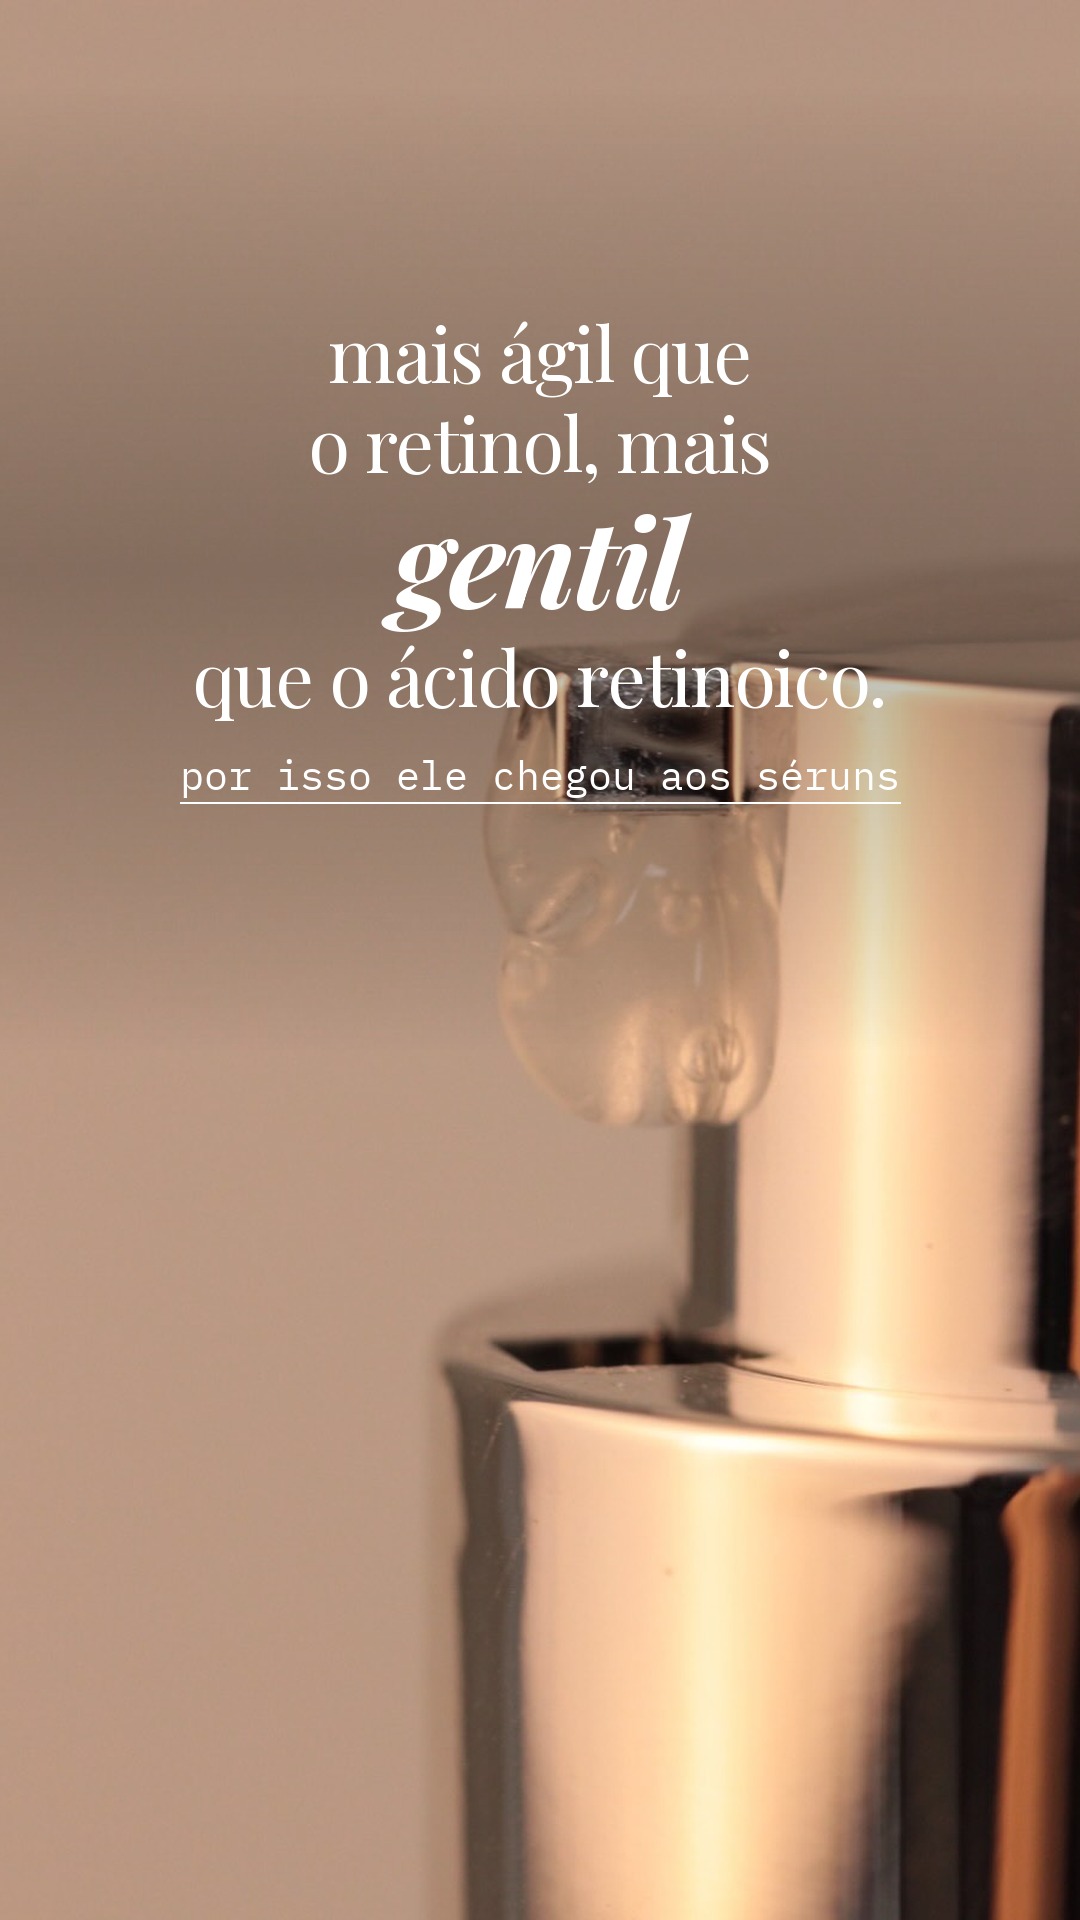 mais ágil que
o retinol, mais
gentil
que o ácido retinoico.
por isso ele chegou aos séruns